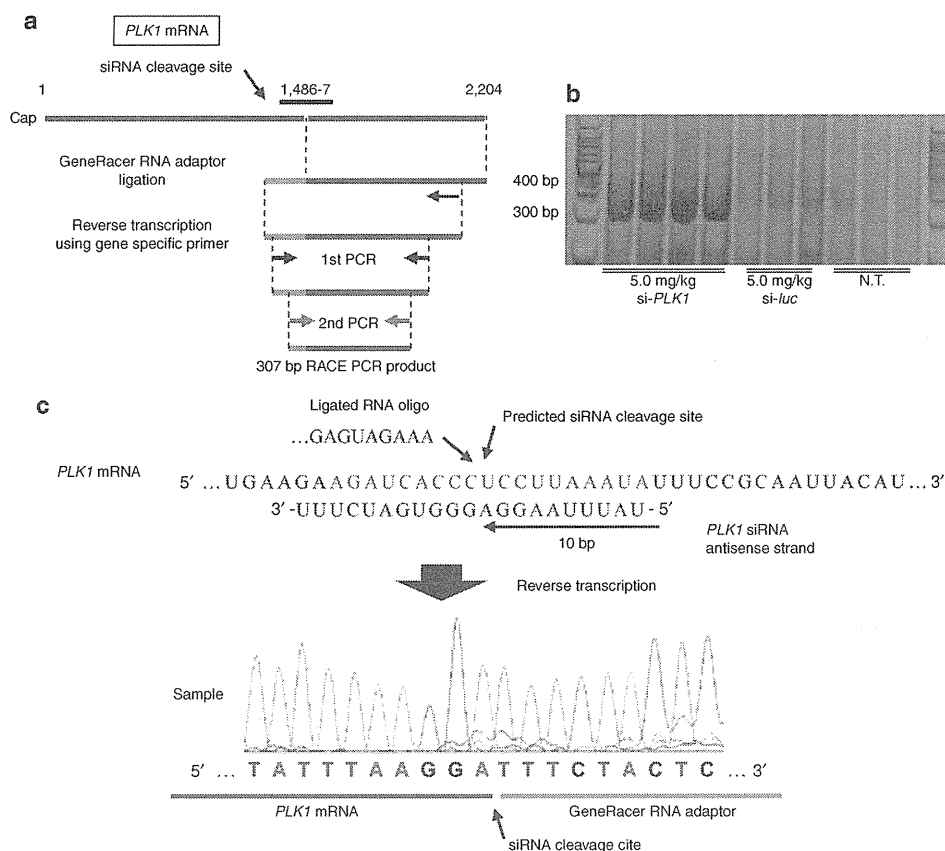 a
PLK1 mRNA
siRNA cleavage site
1
1,486-7
2,204
Cap
GeneRacer RNA adaptor
ligation
Reverse transcription
using gene specific primer
1st PCR
2nd PCR
307 bp RACE PCR product
b
400 bp
300 bp
5.0 mg/kg
si-PLK1
5.0 mg/kg
si-luc
N.T.
c
Ligated RNA oligo
...GAGUAGAAA
Predicted siRNA cleavage site
PLK1 mRNA
5′ ...UGAAGAAGAUCACCCUCCUUAAAUAUUUCCGCAAUUACAU...3′
3′-UUUCUAGUGGGAGGAAUUUAU-5′
10 bp
PLK1 siRNA
antisense strand
Reverse transcription
Sample
5′ ... TATTTAAGGATTTCTACTC ... 3′
PLK1 mRNA
GeneRacer RNA adaptor
siRNA cleavage cite